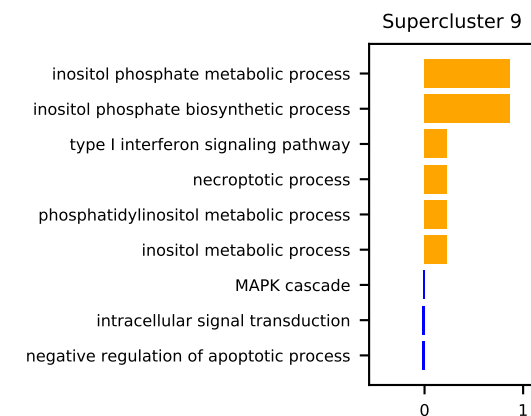 Supercluster 9
inositol phosphate metabolic process
inositol phosphate biosynthetic process
type I interferon signaling pathway
necroptotic process
phosphatidylinositol metabolic process
inositol metabolic process
MAPK cascade
intracellular signal transduction
negative regulation of apoptotic process
0 1